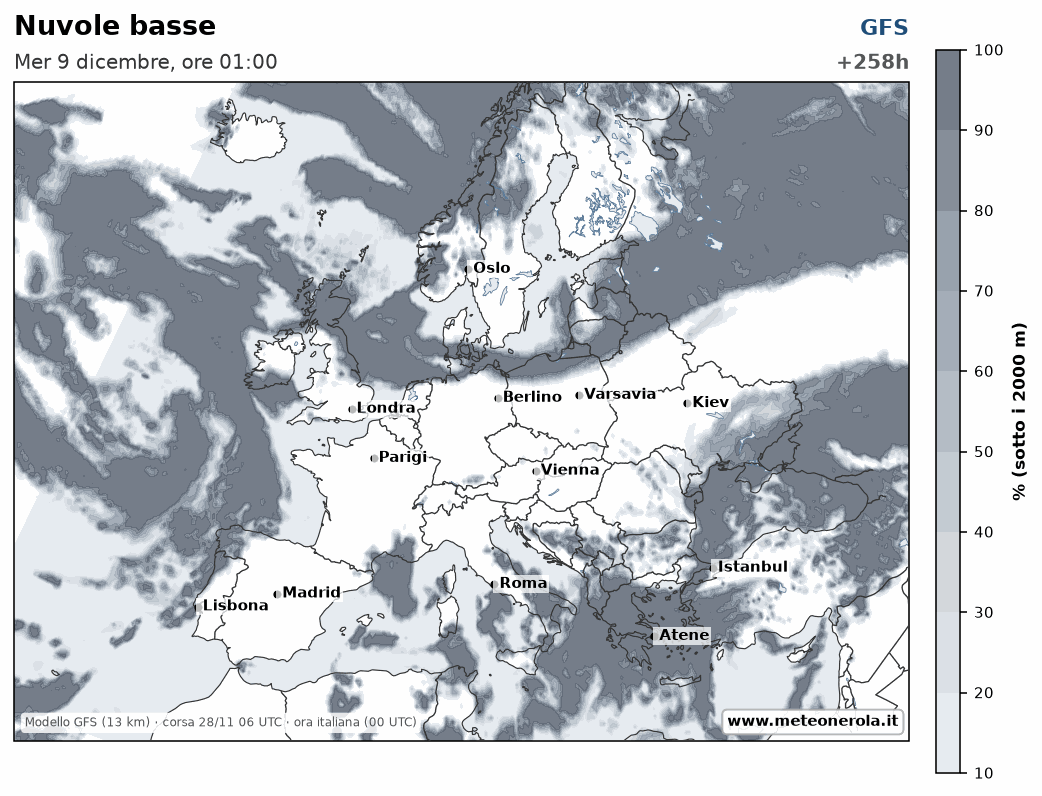 Nuvole basse
GFS
Mer 9 dicembre, ore 01:00
+258h
100
90
80
70
60
50
40
30
20
10
% (sotto i 2000 m)
Oslo
Berlino
Varsavia
Kiev
Londra
Parigi
Vienna
Istanbul
Roma
Madrid
Lisbona
Atene
Modello GFS (13 km) · corsa 28/11 06 UTC · ora italiana (00 UTC)
www.meteonerola.it